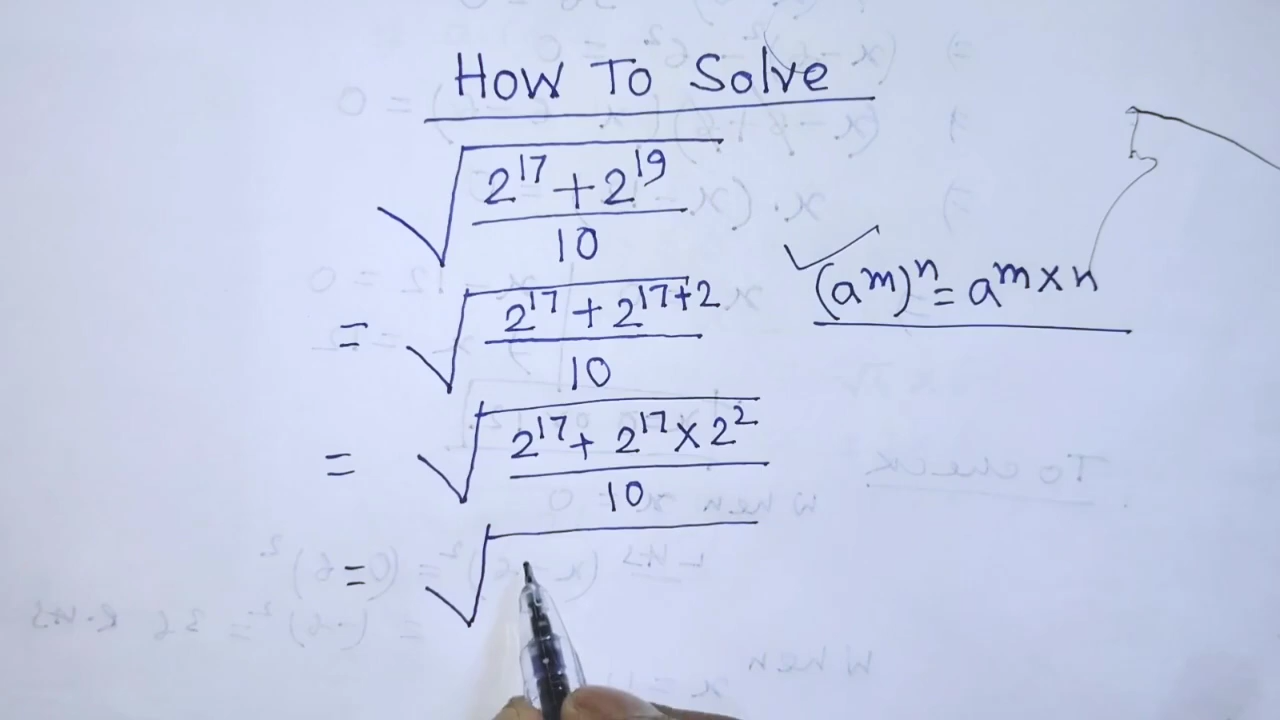 How To Solve
√((2^17 + 2^19)/10)
= √((2^17 + 2^(17+2))/10)
(a^m)^n = a^(m×n)
= √((2^17 + 2^17 × 2^2)/10)
= √